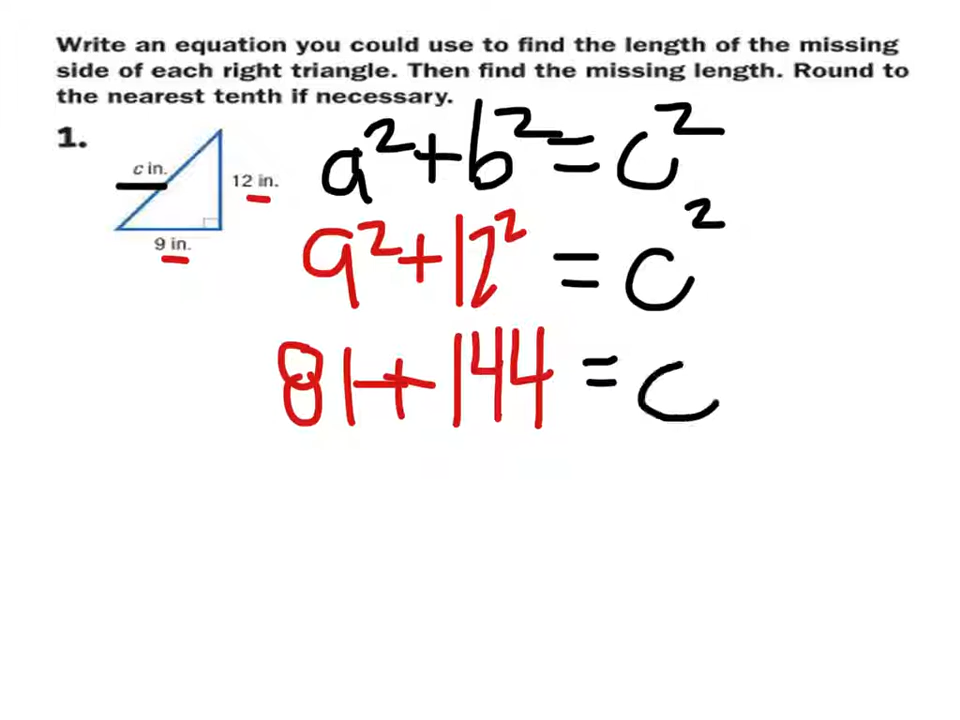 Write an equation you could use to find the length of the missing
side of each right triangle. Then find the missing length. Round to
the nearest tenth if necessary.
1.
c in.
12 in.
9 in.
a² + b² = c²
9² + 12² = c²
81 + 144 = c